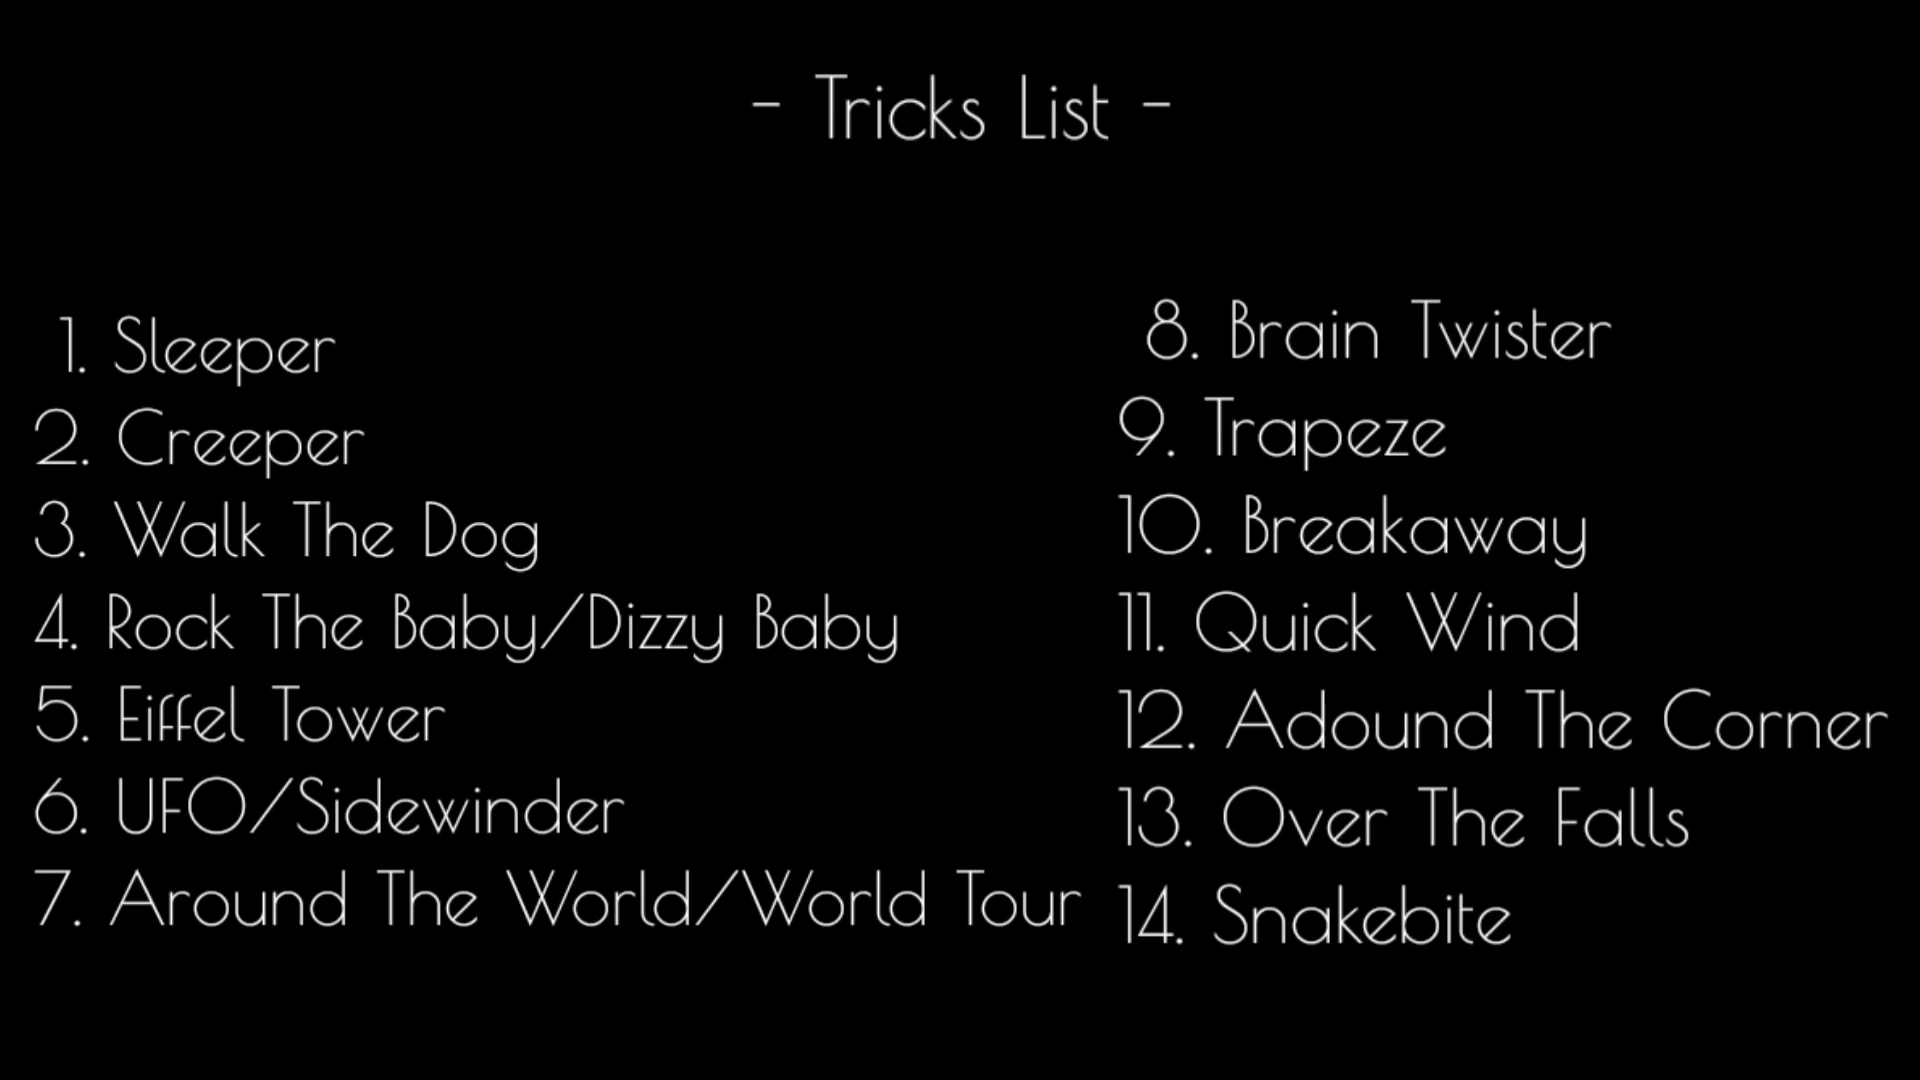 - Tricks List -
1. Sleeper
2. Creeper
3. Walk The Dog
4. Rock The Baby/Dizzy Baby
5. Eiffel Tower
6. UFO/Sidewinder
7. Around The World/World Tour
8. Brain Twister
9. Trapeze
10. Breakaway
11. Quick Wind
12. Adound The Corner
13. Over The Falls
14. Snakebite